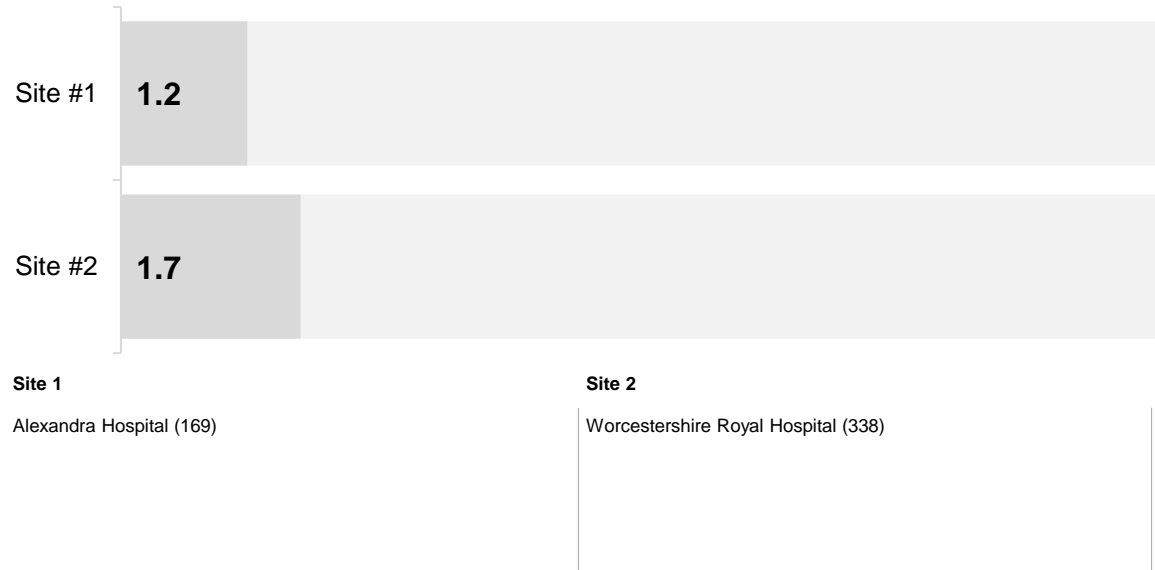 Site #1 1.2
Site #2 1.7
Site 1
Alexandra Hospital (169)
Site 2
Worcestershire Royal Hospital (338)